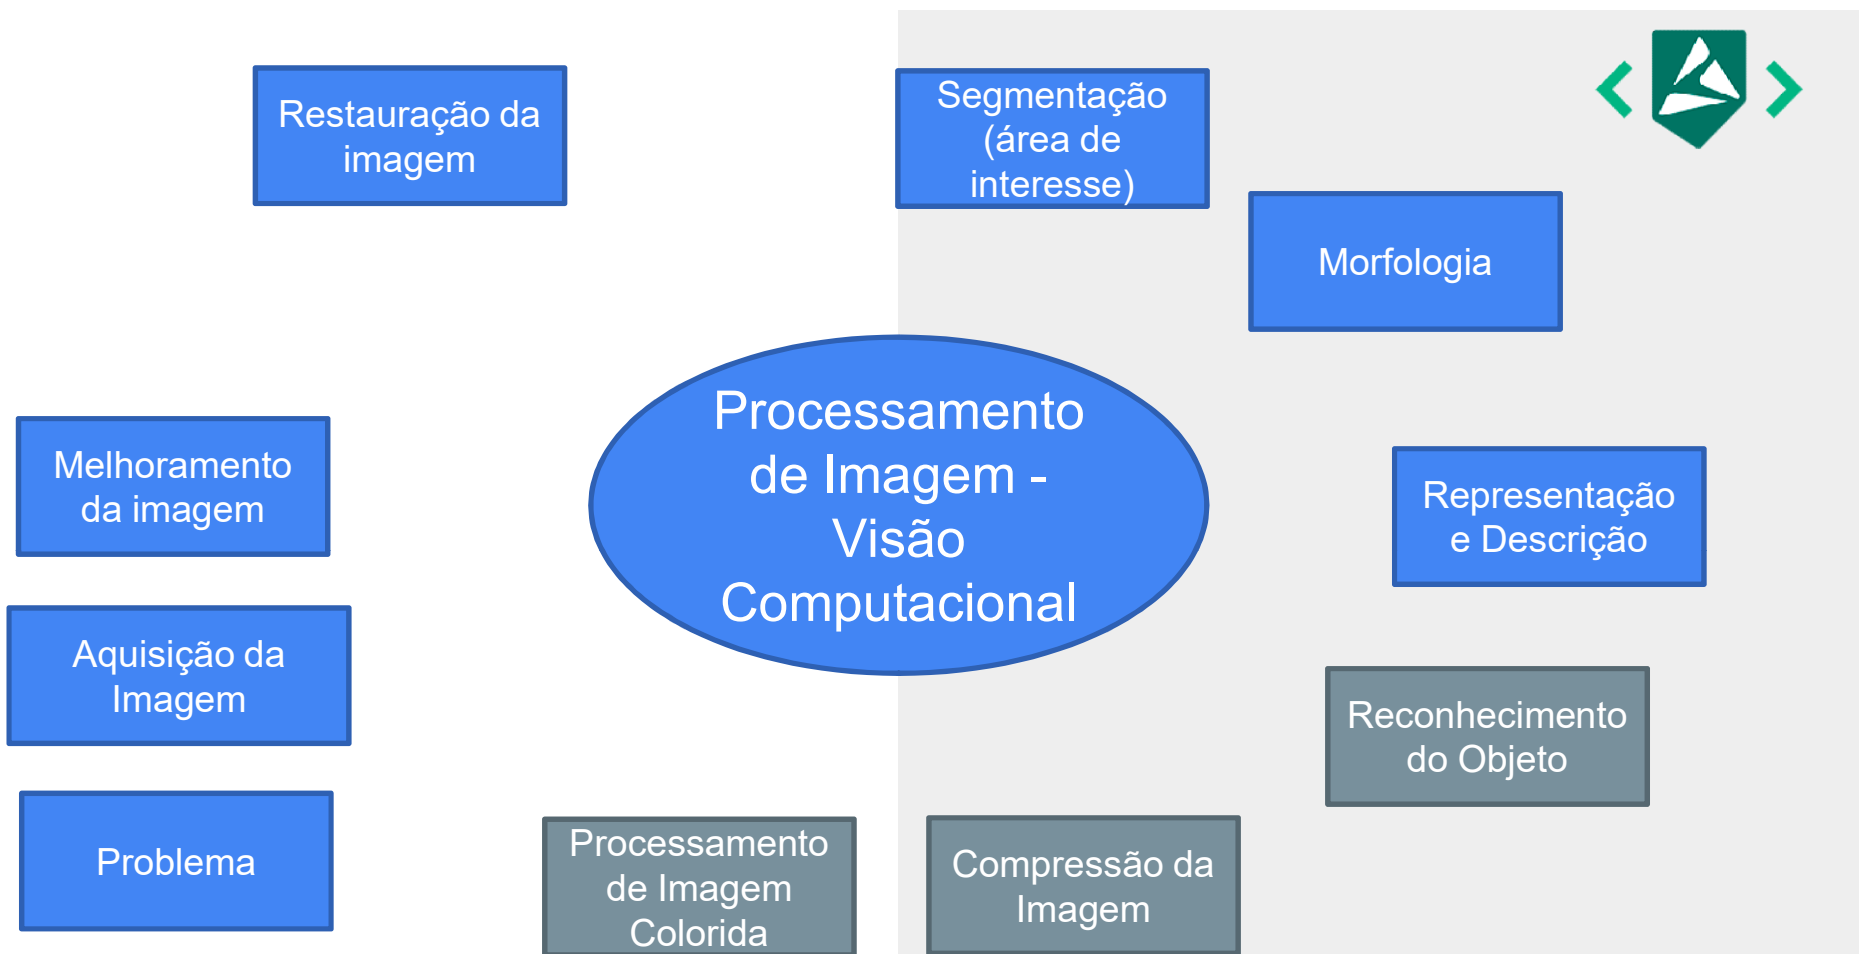 Restauração da
imagem
Segmentação
(área de
interesse)
Morfologia
Processamento
de Imagem -
Visão
Computacional
Melhoramento
da imagem
Representação
e Descrição
Aquisição da
Imagem
Reconhecimento
do Objeto
Problema
Processamento
de Imagem
Colorida
Compressão da
Imagem